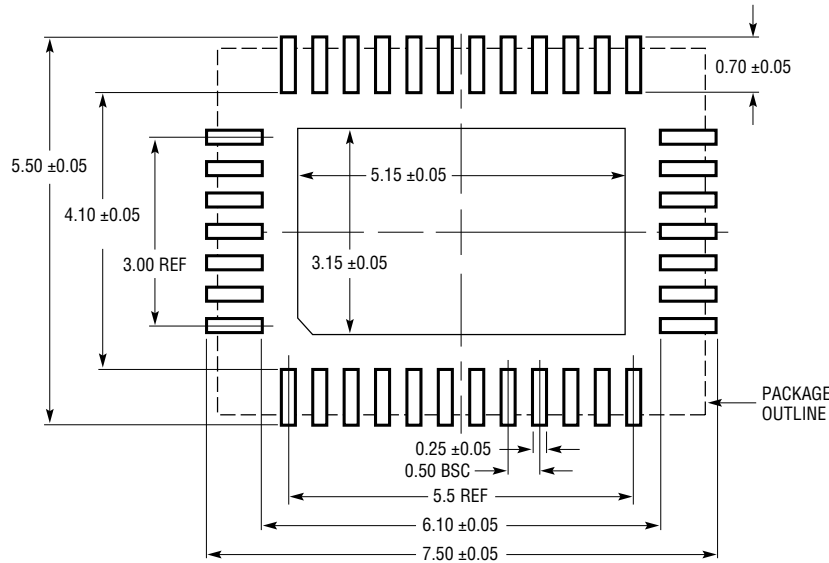 0.70 ±0.05
5.50 ±0.05
5.15 ±0.05
4.10 ±0.05
3.00 REF
3.15 ±0.05
PACKAGE
OUTLINE
0.25 ±0.05
0.50 BSC
5.5 REF
6.10 ±0.05
7.50 ±0.05